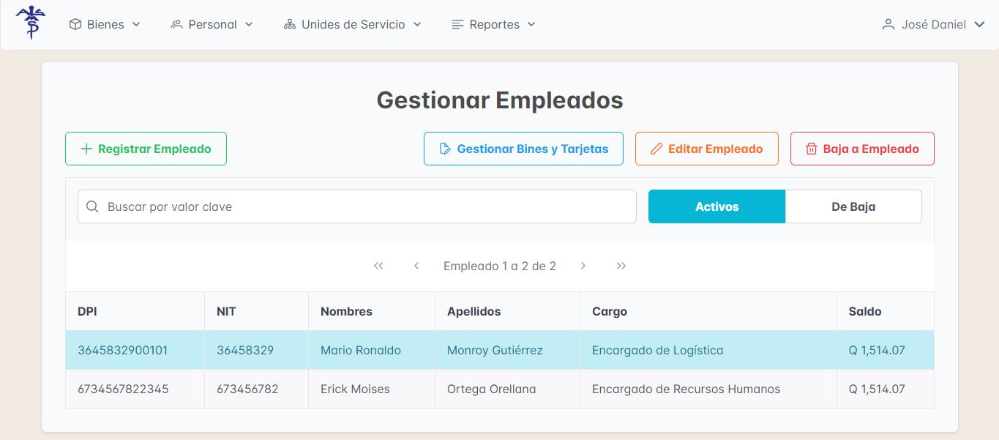 Bienes Personal Unides de Servicio Reportes José Daniel
Gestionar Empleados
Registrar Empleado Gestionar Bines y Tarjetas Editar Empleado Baja a Empleado
Buscar por valor clave Activos De Baja
Empleado 1 a 2 de 2
DPI NIT Nombres Apellidos Cargo Saldo
3645832900101 36458329 Mario Ronaldo Monroy Gutiérrez Encargado de Logística Q 1,514.07
6734567822345 673456782 Erick Moises Ortega Orellana Encargado de Recursos Humanos Q 1,514.07